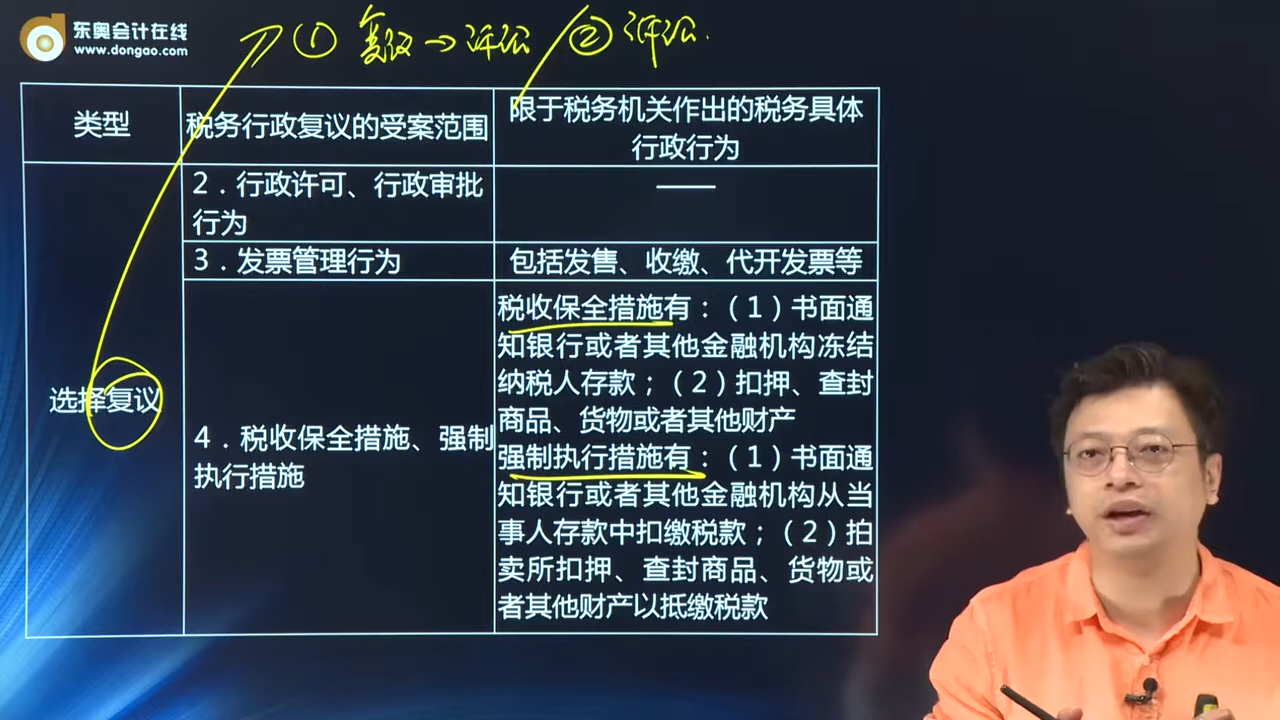 东奥会计在线
www.dongao.com
① 复议→诉讼 ② 诉讼.
类型
税务行政复议的受案范围
限于税务机关作出的税务具体
行政行为
选择复议
2.行政许可、行政审批
行为
——
3.发票管理行为
包括发售、收缴、代开发票等
4.税收保全措施、强制
执行措施
税收保全措施有:(1)书面通
知银行或者其他金融机构冻结
纳税人存款;(2)扣押、查封
商品、货物或者其他财产
强制执行措施有:(1)书面通
知银行或者其他金融机构从当
事人存款中扣缴税款;(2)拍
卖所扣押、查封商品、货物或
者其他财产以抵缴税款